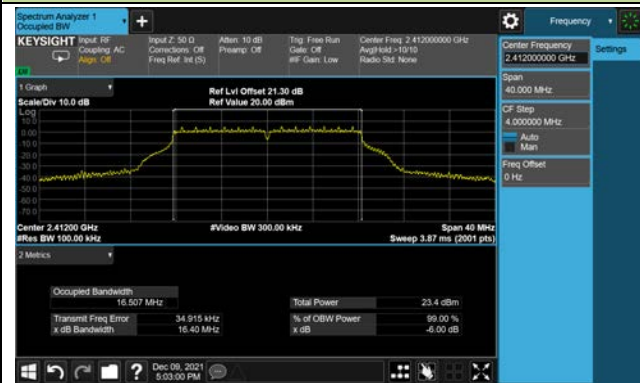 Spectrum Analyzer 1
Occupied BW
+
Frequency
KEYSIGHT
Input: RF
Coupling: AC
Align: Off
Input Z: 50 Ω
Corrections: Off
Freq Ref: Int (S)
Atten: 10 dB
Preamp: Off
Trig: Free Run
Gate: Off
#IF Gain: Low
Center Freq: 2.412000000 GHz
Avg|Hold:>10/10
Radio Std: None
Center Frequency
2.412000000 GHz
Settings
Span
40.000 MHz
CF Step
4.000000 MHz
Auto
Man
Freq Offset
0 Hz
1 Graph
Scale/Div 10.0 dB
Ref Lvl Offset 21.30 dB
Ref Value 20.00 dBm
Log
10.0
0.00
-10.0
-20.0
-30.0
-40.0
-50.0
-60.0
-70.0
Center 2.41200 GHz
#Res BW 100.00 kHz
#Video BW 300.00 kHz
Span 40 MHz
Sweep 3.87 ms (2001 pts)
2 Metrics
Occupied Bandwidth
16.507 MHz
Total Power 23.4 dBm
Transmit Freq Error 34.915 kHz
% of OBW Power 99.00 %
x dB Bandwidth 16.40 MHz
x dB -6.00 dB
?
Dec 09, 2021
5:03:00 PM